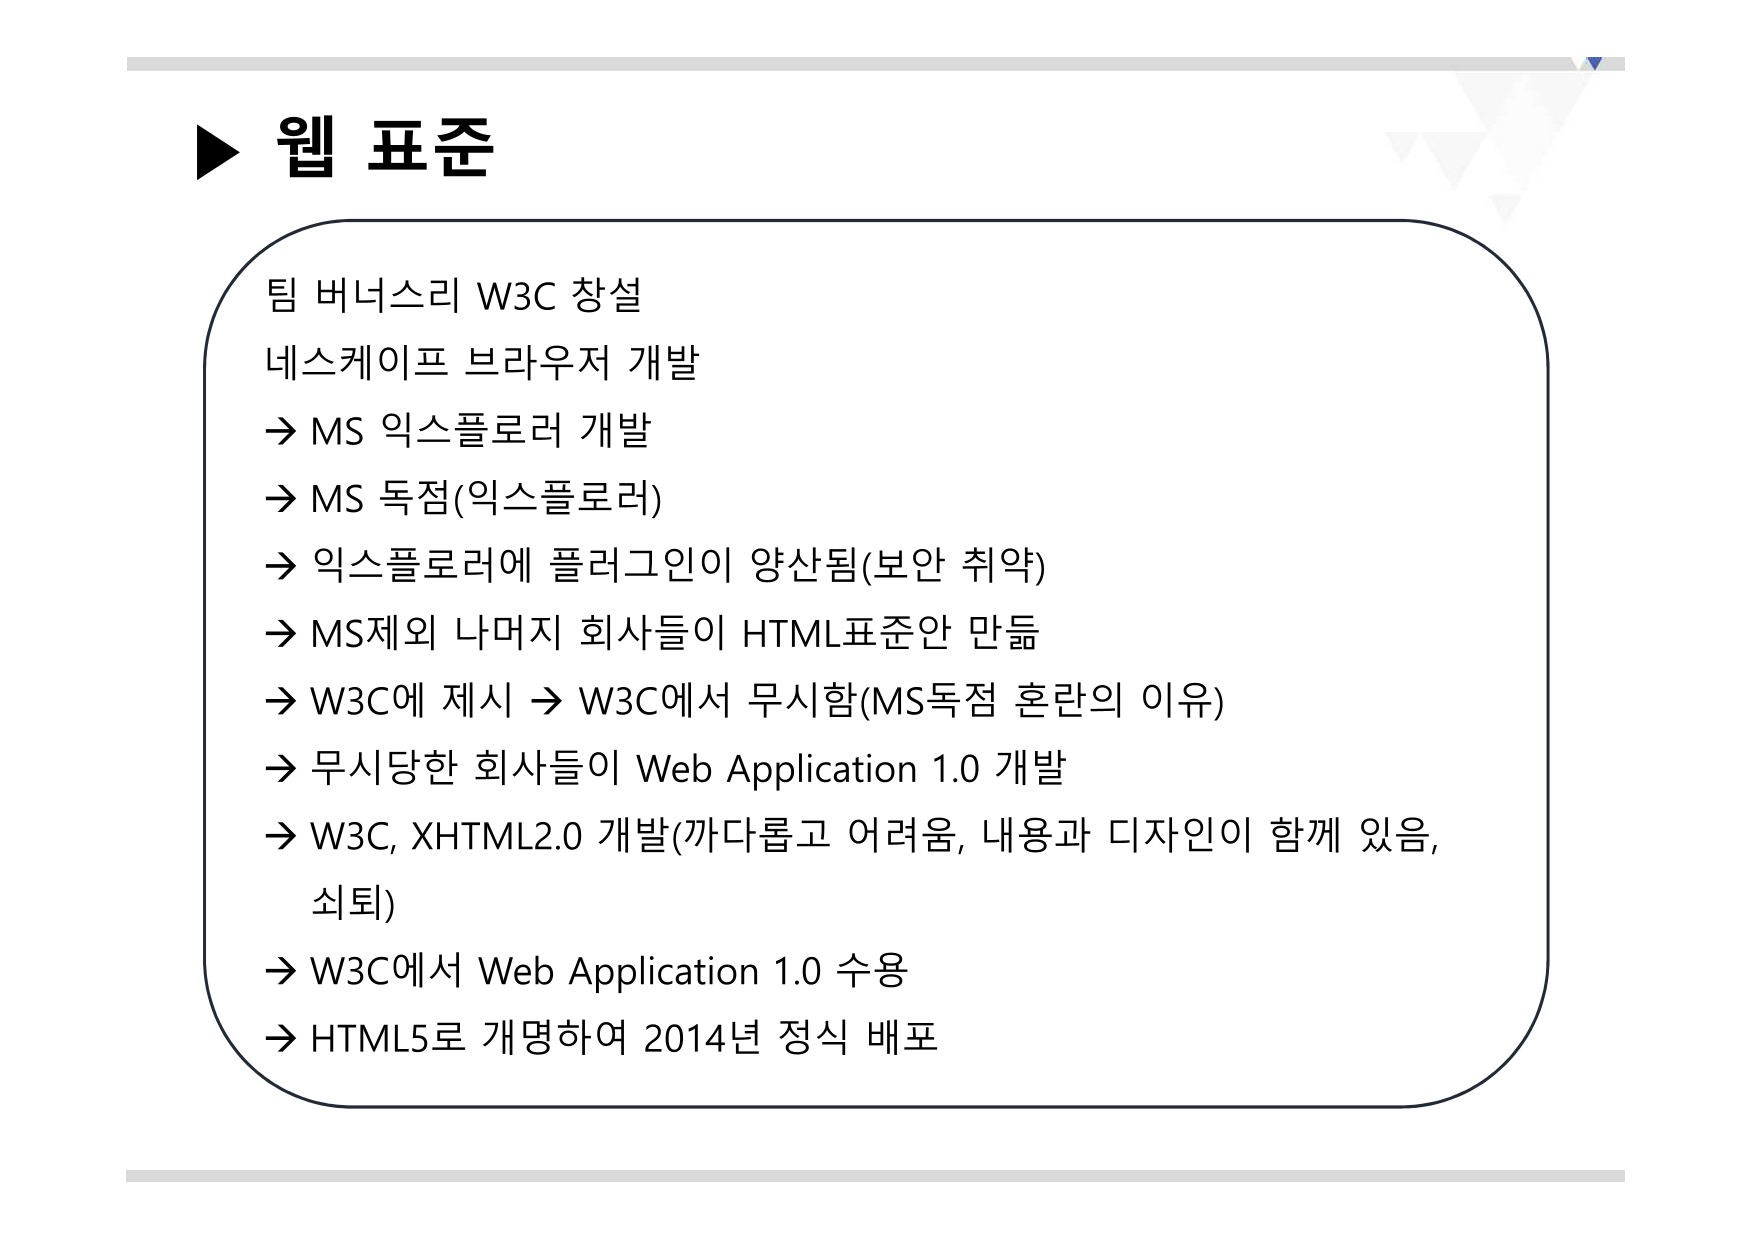 ▶ 웹 표준
팀 버너스리 W3C 창설
네스케이프 브라우저 개발
→ MS 익스플로러 개발
→ MS 독점(익스플로러)
→ 익스플로러에 플러그인이 양산됨(보안 취약)
→ MS제외 나머지 회사들이 HTML표준안 만듦
→ W3C에 제시 → W3C에서 무시함(MS독점 혼란의 이유)
→ 무시당한 회사들이 Web Application 1.0 개발
→ W3C, XHTML2.0 개발(까다롭고 어려움, 내용과 디자인이 함께 있음,
쇠퇴)
→ W3C에서 Web Application 1.0 수용
→ HTML5로 개명하여 2014년 정식 배포